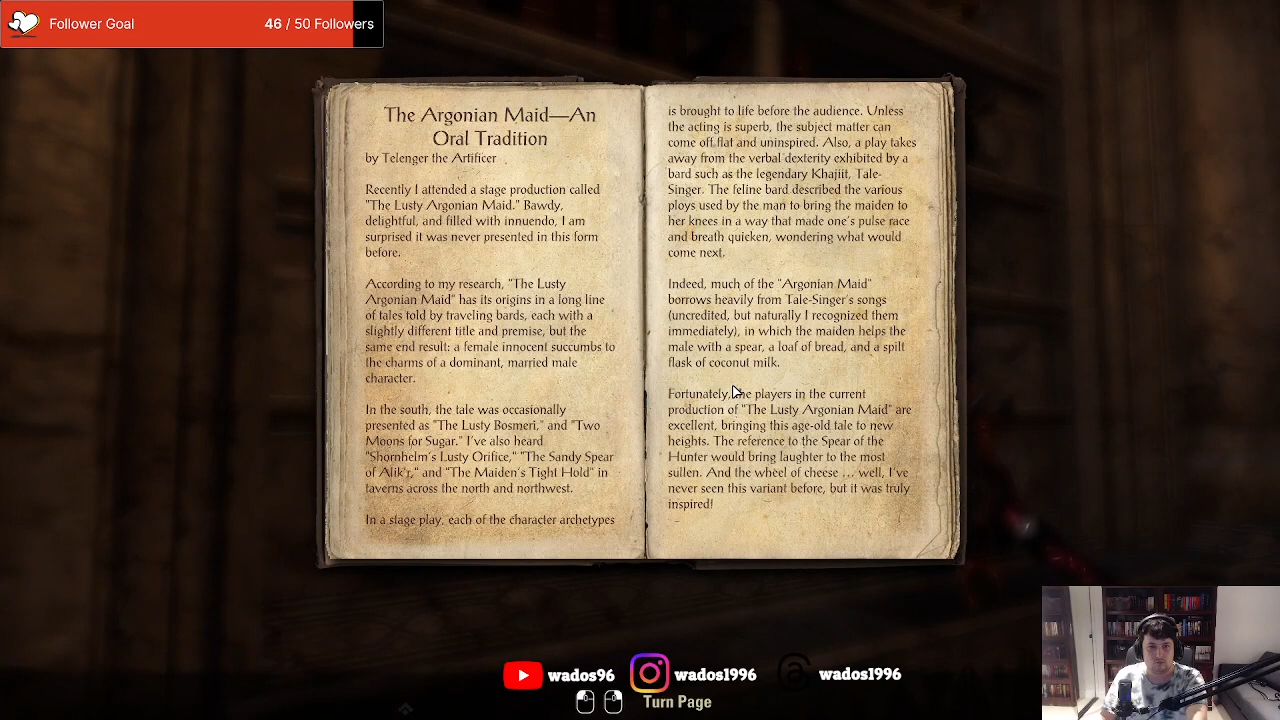 Follower Goal
46 / 50 Followers
The Argonian Maid—An
Oral Tradition
by Telenger the Artificer
Recently I attended a stage production called
"The Lusty Argonian Maid." Bawdy,
delightful, and filled with innuendo, I am
surprised it was never presented in this form
before.
According to my research, "The Lusty
Argonian Maid" has its origins in a long line
of tales told by traveling bards, each with a
slightly different title and premise, but the
same end result: a female innocent succumbs to
the charms of a dominant, married male
character.
In the south, the tale was occasionally
presented as "The Lusty Bosmeri," and "Two
Moons for Sugar." I've also heard
"Shornhelm's Lusty Orifice," "The Sandy Spear
of Alik'r," and "The Maiden's Tight Hold" in
taverns across the north and northwest.
In a stage play, each of the character archetypes
is brought to life before the audience. Unless
the acting is superb, the subject matter can
come off flat and uninspired. Also, a play takes
away from the verbal dexterity exhibited by a
bard such as the legendary Khajiit, Tale-
Singer. The feline bard described the various
ploys used by the man to bring the maiden to
her knees in a way that made one's pulse race
and breath quicken, wondering what would
come next.
Indeed, much of the "Argonian Maid"
borrows heavily from Tale-Singer's songs
(uncredited, but naturally I recognized them
immediately), in which the maiden helps the
male with a spear, a loaf of bread, and a spilt
flask of coconut milk.
Fortunately, the players in the current
production of "The Lusty Argonian Maid" are
excellent, bringing this age-old tale to new
heights. The reference to the Spear of the
Hunter would bring laughter to the most
sullen. And the wheel of cheese … well, I've
never seen this variant before, but it was truly
inspired!
wados96
wados1996
wados1996
Turn Page